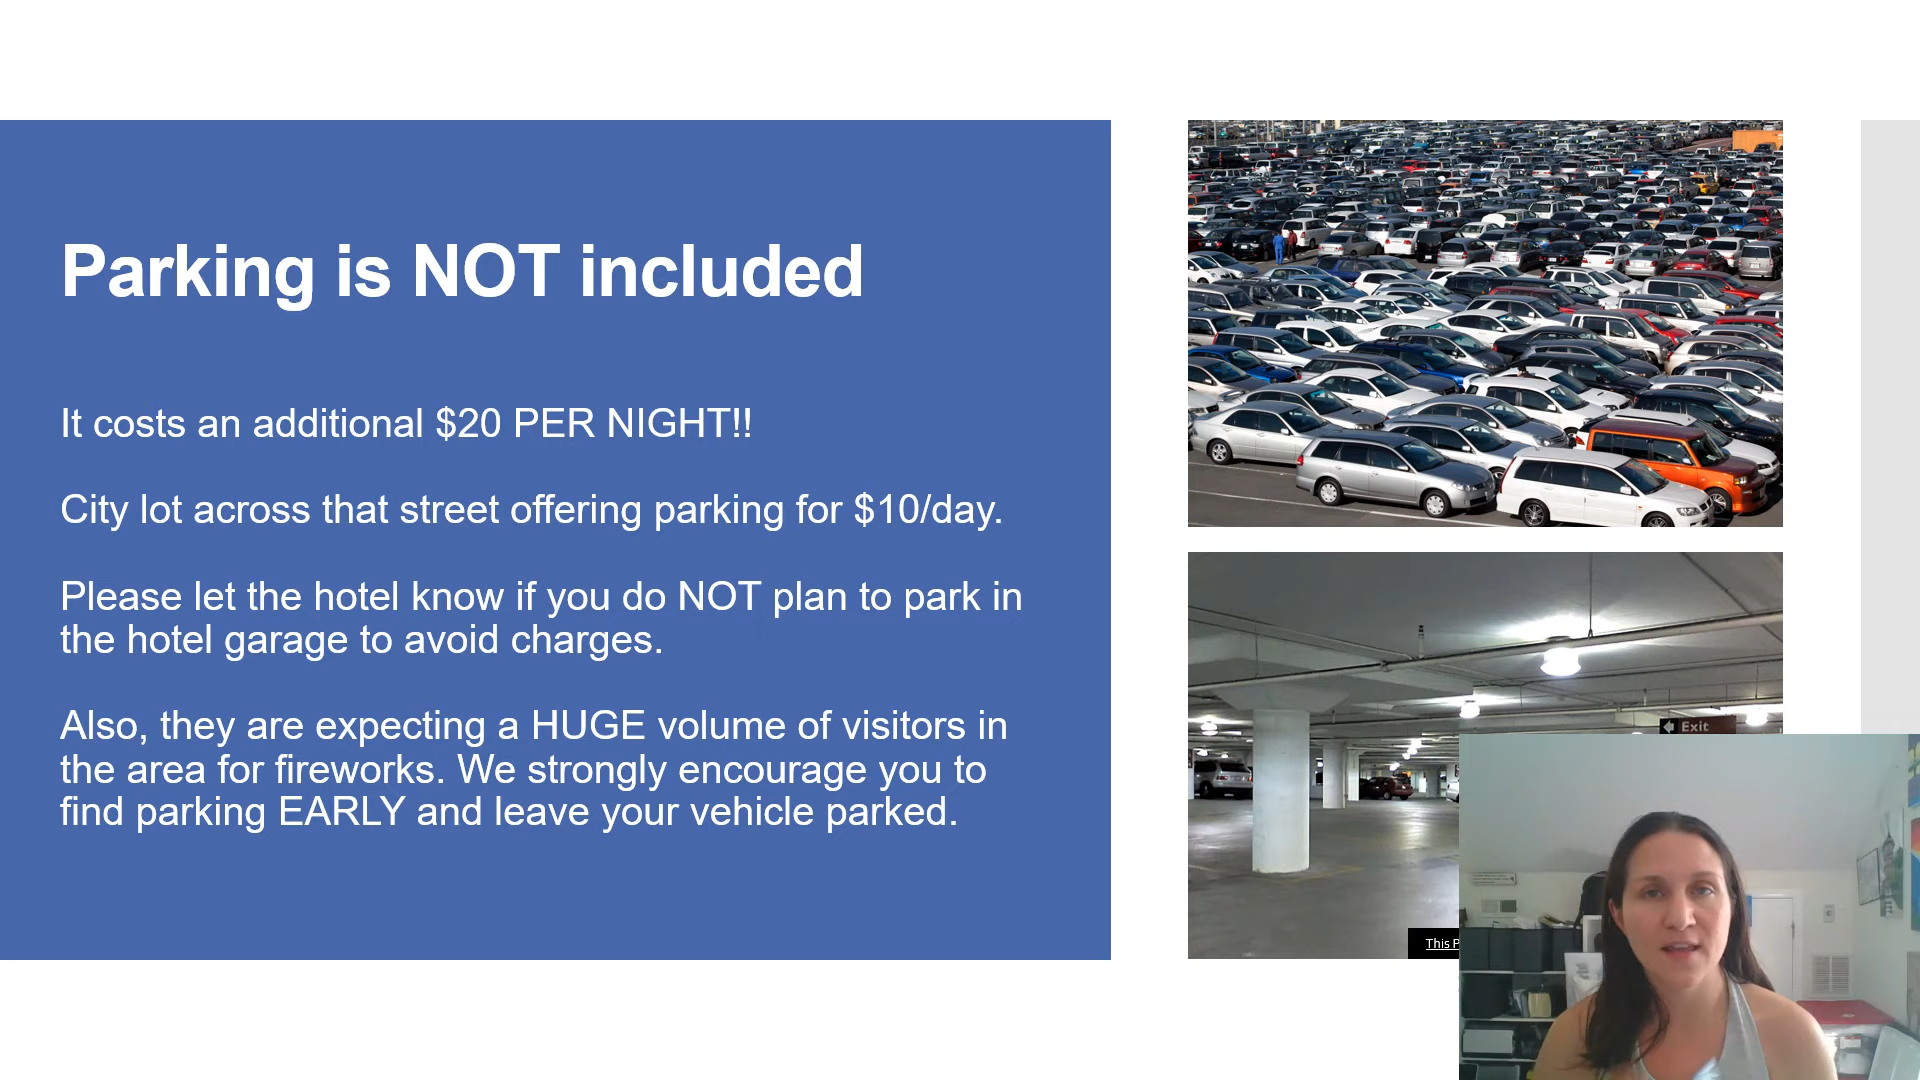 Parking is NOT included
It costs an additional $20 PER NIGHT!!
City lot across that street offering parking for $10/day.
Please let the hotel know if you do NOT plan to park in
the hotel garage to avoid charges.
Also, they are expecting a HUGE volume of visitors in
the area for fireworks. We strongly encourage you to
find parking EARLY and leave your vehicle parked.
Exit
This P